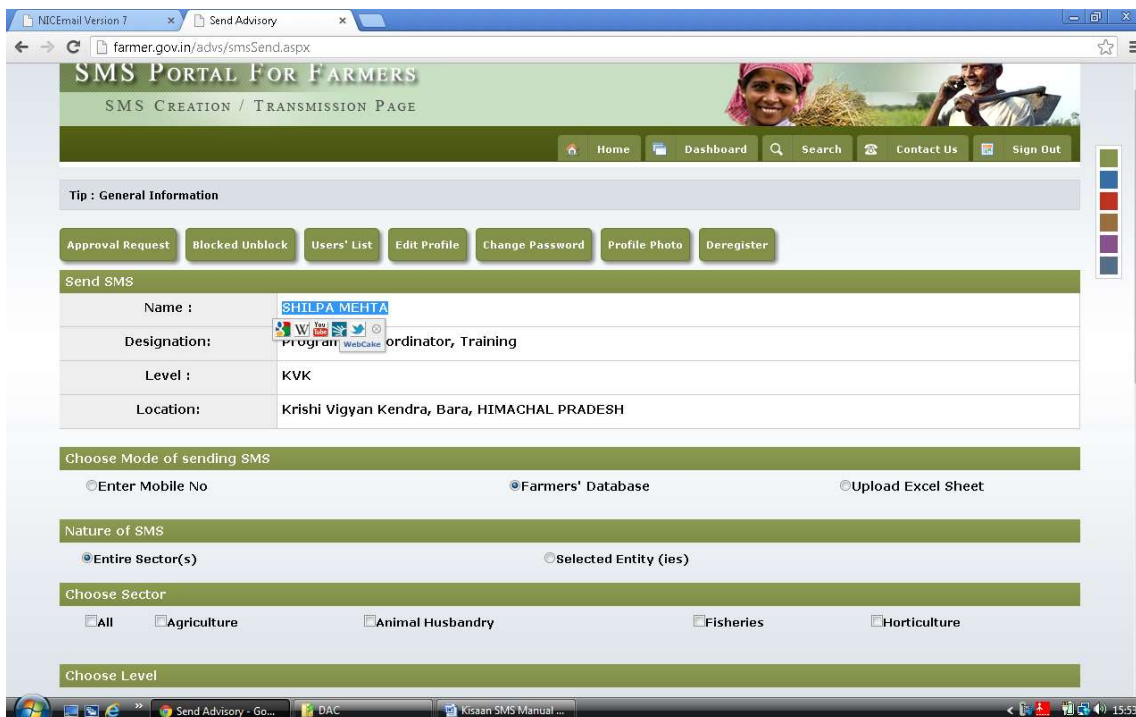 NICEmail Version 7 Send Advisory
farmer.gov.in/advs/smsSend.aspx
SMS PORTAL FOR FARMERS
SMS CREATION / TRANSMISSION PAGE
Home Dashboard Search Contact Us Sign Out
Tip : General Information
Approval Request Blocked Unblock Users' List Edit Profile Change Password Profile Photo Deregister
Send SMS
Name : SHILPA MEHTA
W You Tube
WebCake
Designation: ordinator, Training
Level : KVK
Location: Krishi Vigyan Kendra, Bara, HIMACHAL PRADESH
Choose Mode of sending SMS
Enter Mobile No Farmers' Database Upload Excel Sheet
Nature of SMS
Entire Sector(s) Selected Entity (ies)
Choose Sector
All Agriculture Animal Husbandry Fisheries Horticulture
Choose Level
Send Advisory - Go... DAC Kisaan SMS Manual ... 15:53